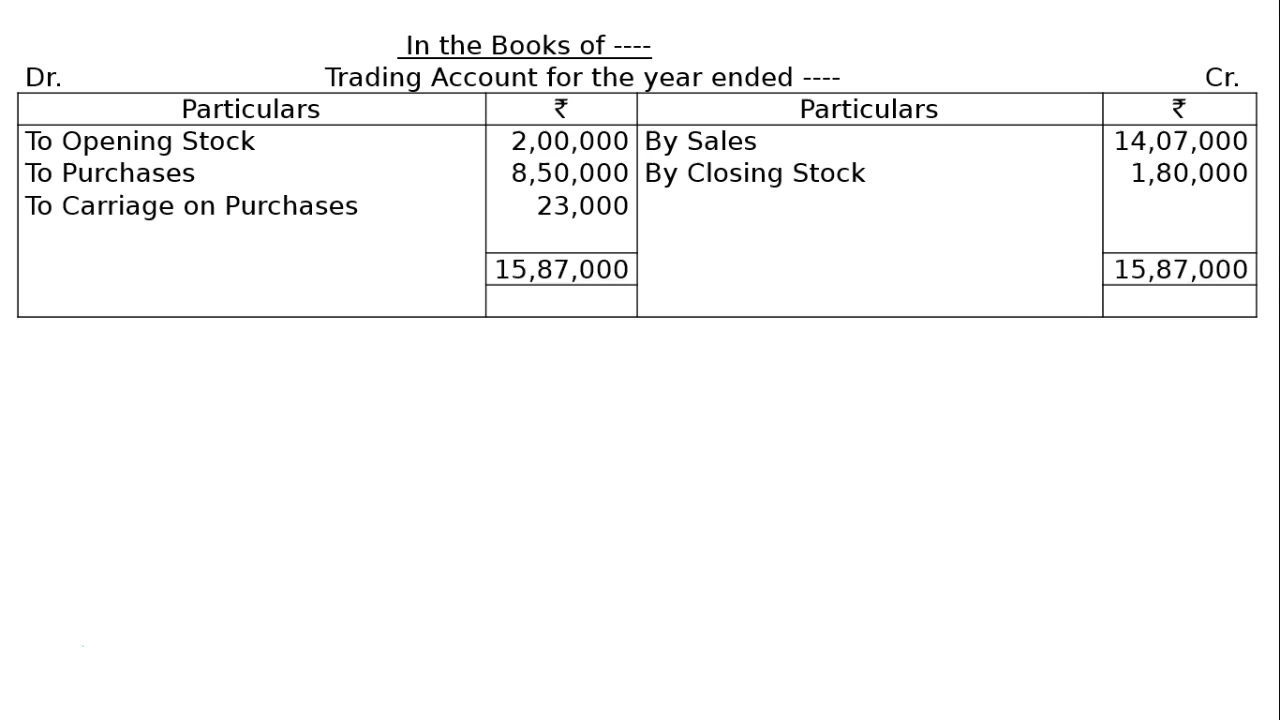 In the Books of ----
Dr. Trading Account for the year ended ---- Cr.
Particulars ₹ Particulars ₹
To Opening Stock 2,00,000 By Sales 14,07,000
To Purchases 8,50,000 By Closing Stock 1,80,000
To Carriage on Purchases 23,000
15,87,000 15,87,000